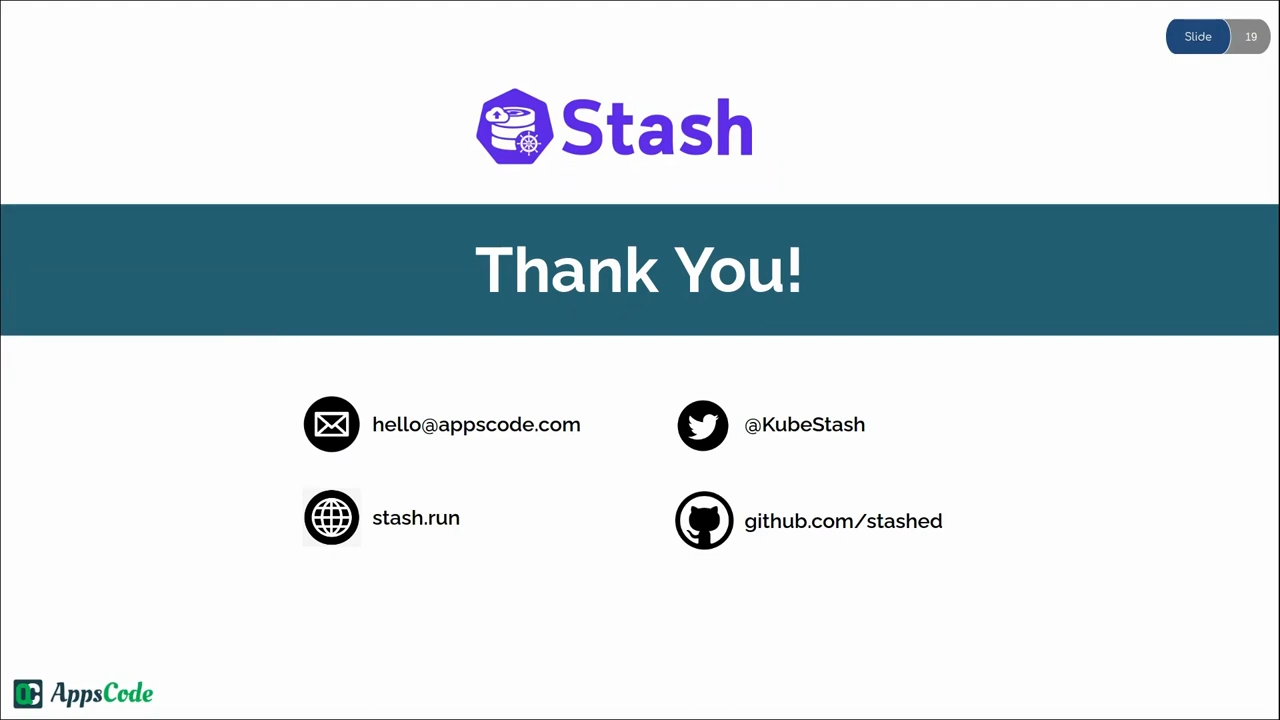 Slide 19
Stash
Thank You!
hello@appscode.com
@KubeStash
stash.run
github.com/stashed
AppsCode